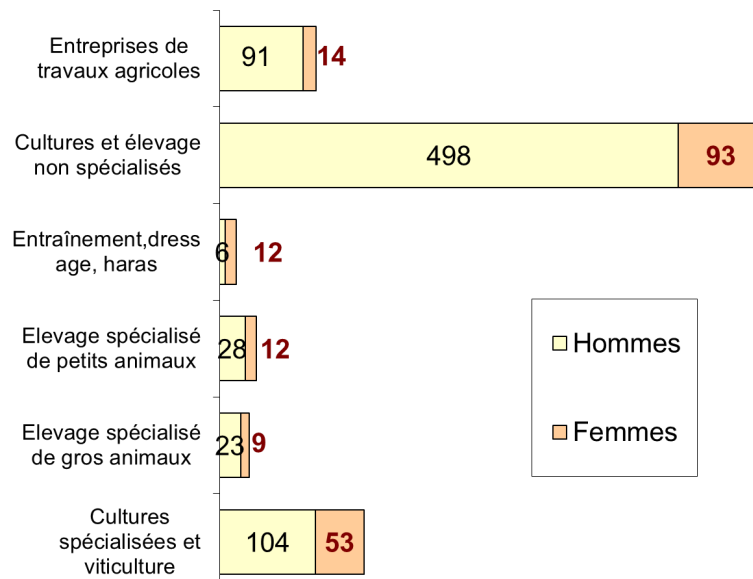 Entreprises de
travaux agricoles
91
14
Cultures et élevage
non spécialisés
498
93
Entraînement,dress
age, haras
6
12
Elevage spécialisé
de petits animaux
28
12
Hommes
Elevage spécialisé
de gros animaux
23
9
Femmes
Cultures
spécialisées et
viticulture
104
53